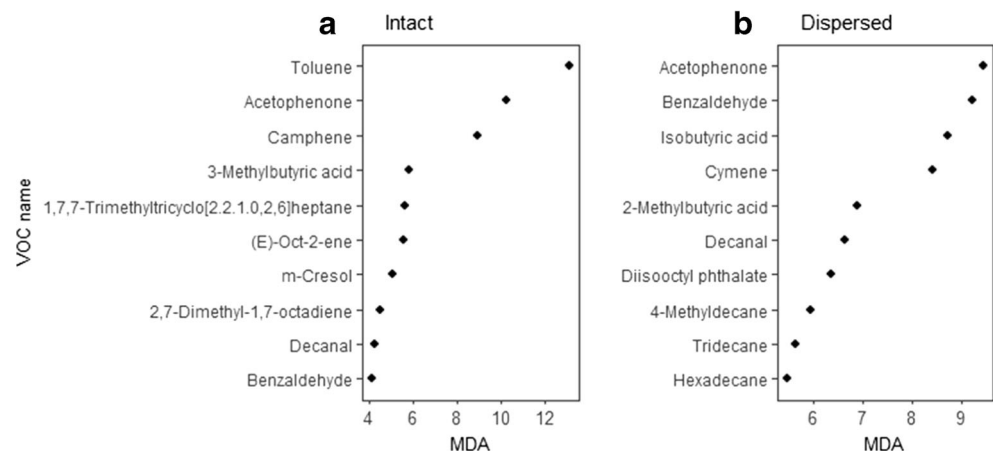 a Intact
VOC name
Toluene
Acetophenone
Camphene
3-Methylbutyric acid
1,7,7-Trimethyltricyclo[2.2.1.0,2,6]heptane
(E)-Oct-2-ene
m-Cresol
2,7-Dimethyl-1,7-octadiene
Decanal
Benzaldehyde
4 6 8 10 12
MDA
b Dispersed
Acetophenone
Benzaldehyde
Isobutyric acid
Cymene
2-Methylbutyric acid
Decanal
Diisooctyl phthalate
4-Methyldecane
Tridecane
Hexadecane
6 7 8 9
MDA